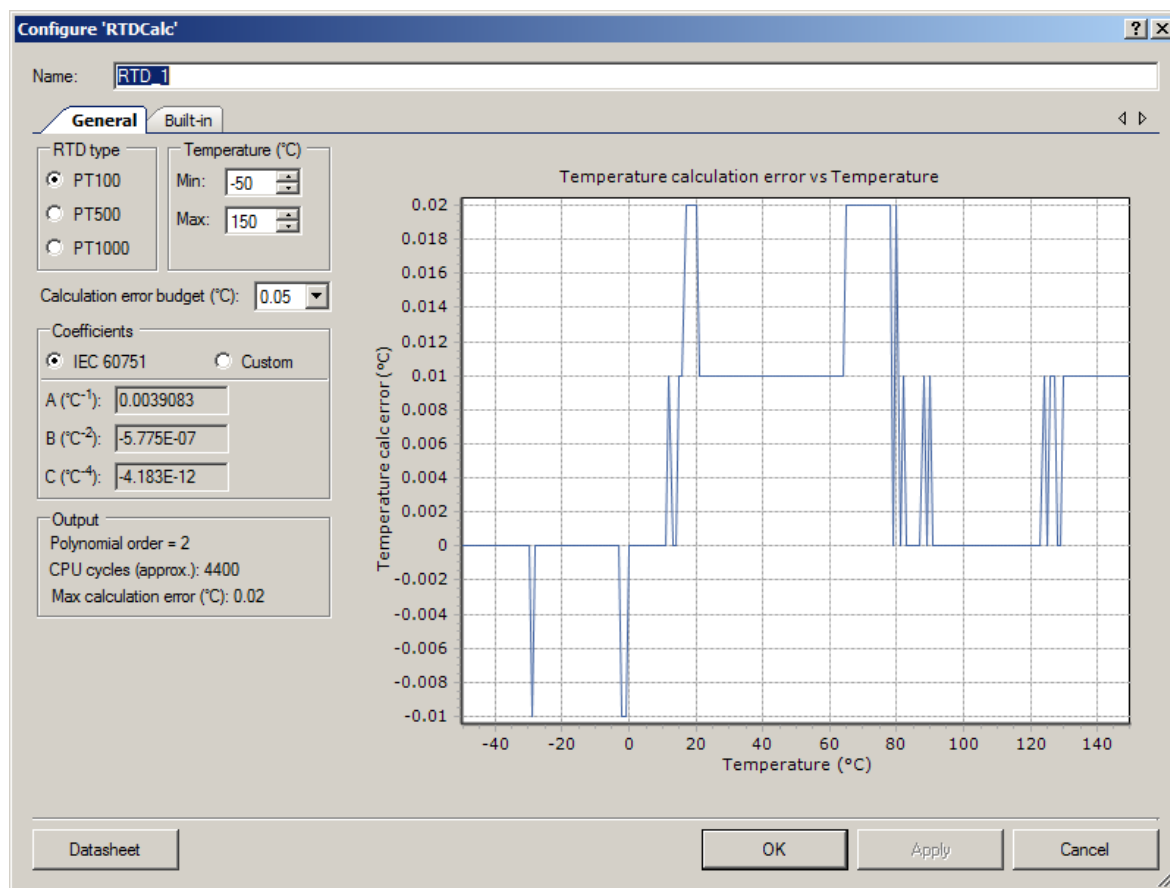 Configure 'RTDCalc'
Name: RTD_1
General Built-in
RTD type
PT100
PT500
PT1000
Temperature (°C)
Min: -50
Max: 150
Calculation error budget (°C): 0.05
Coefficients
IEC 60751 Custom
A (°C-1): 0.0039083
B (°C-2): -5.775E-07
C (°C-4): -4.183E-12
Output
Polynomial order = 2
CPU cycles (approx.): 4400
Max calculation error (°C): 0.02
Temperature calculation error vs Temperature
Temperature calc error (°C)
0.02
0.018
0.016
0.014
0.012
0.01
0.008
0.006
0.004
0.002
0
-0.002
-0.004
-0.006
-0.008
-0.01
-40 -20 0 20 40 60 80 100 120 140
Temperature (°C)
Datasheet OK Apply Cancel